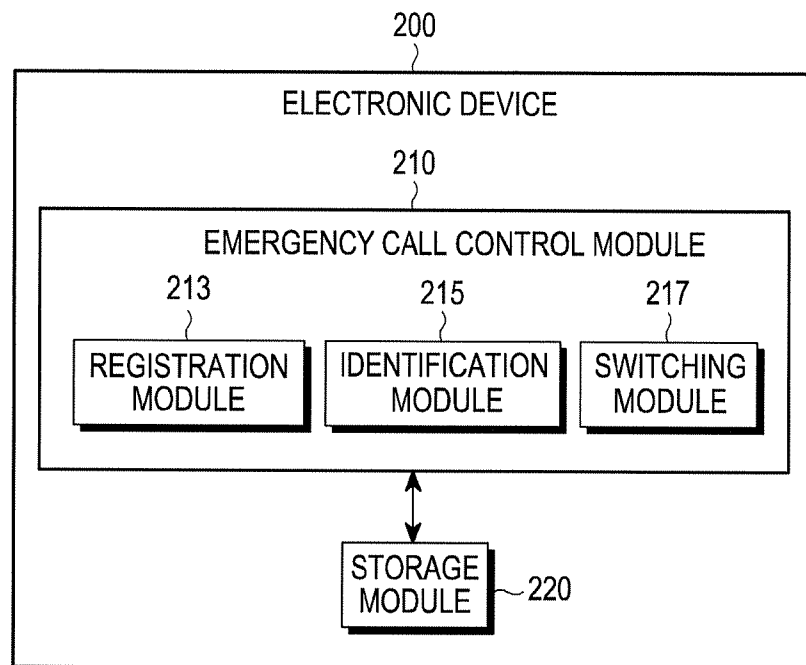 200
ELECTRONIC DEVICE
210
EMERGENCY CALL CONTROL MODULE
213
215
217
REGISTRATION
MODULE
IDENTIFICATION
MODULE
SWITCHING
MODULE
STORAGE
MODULE
220